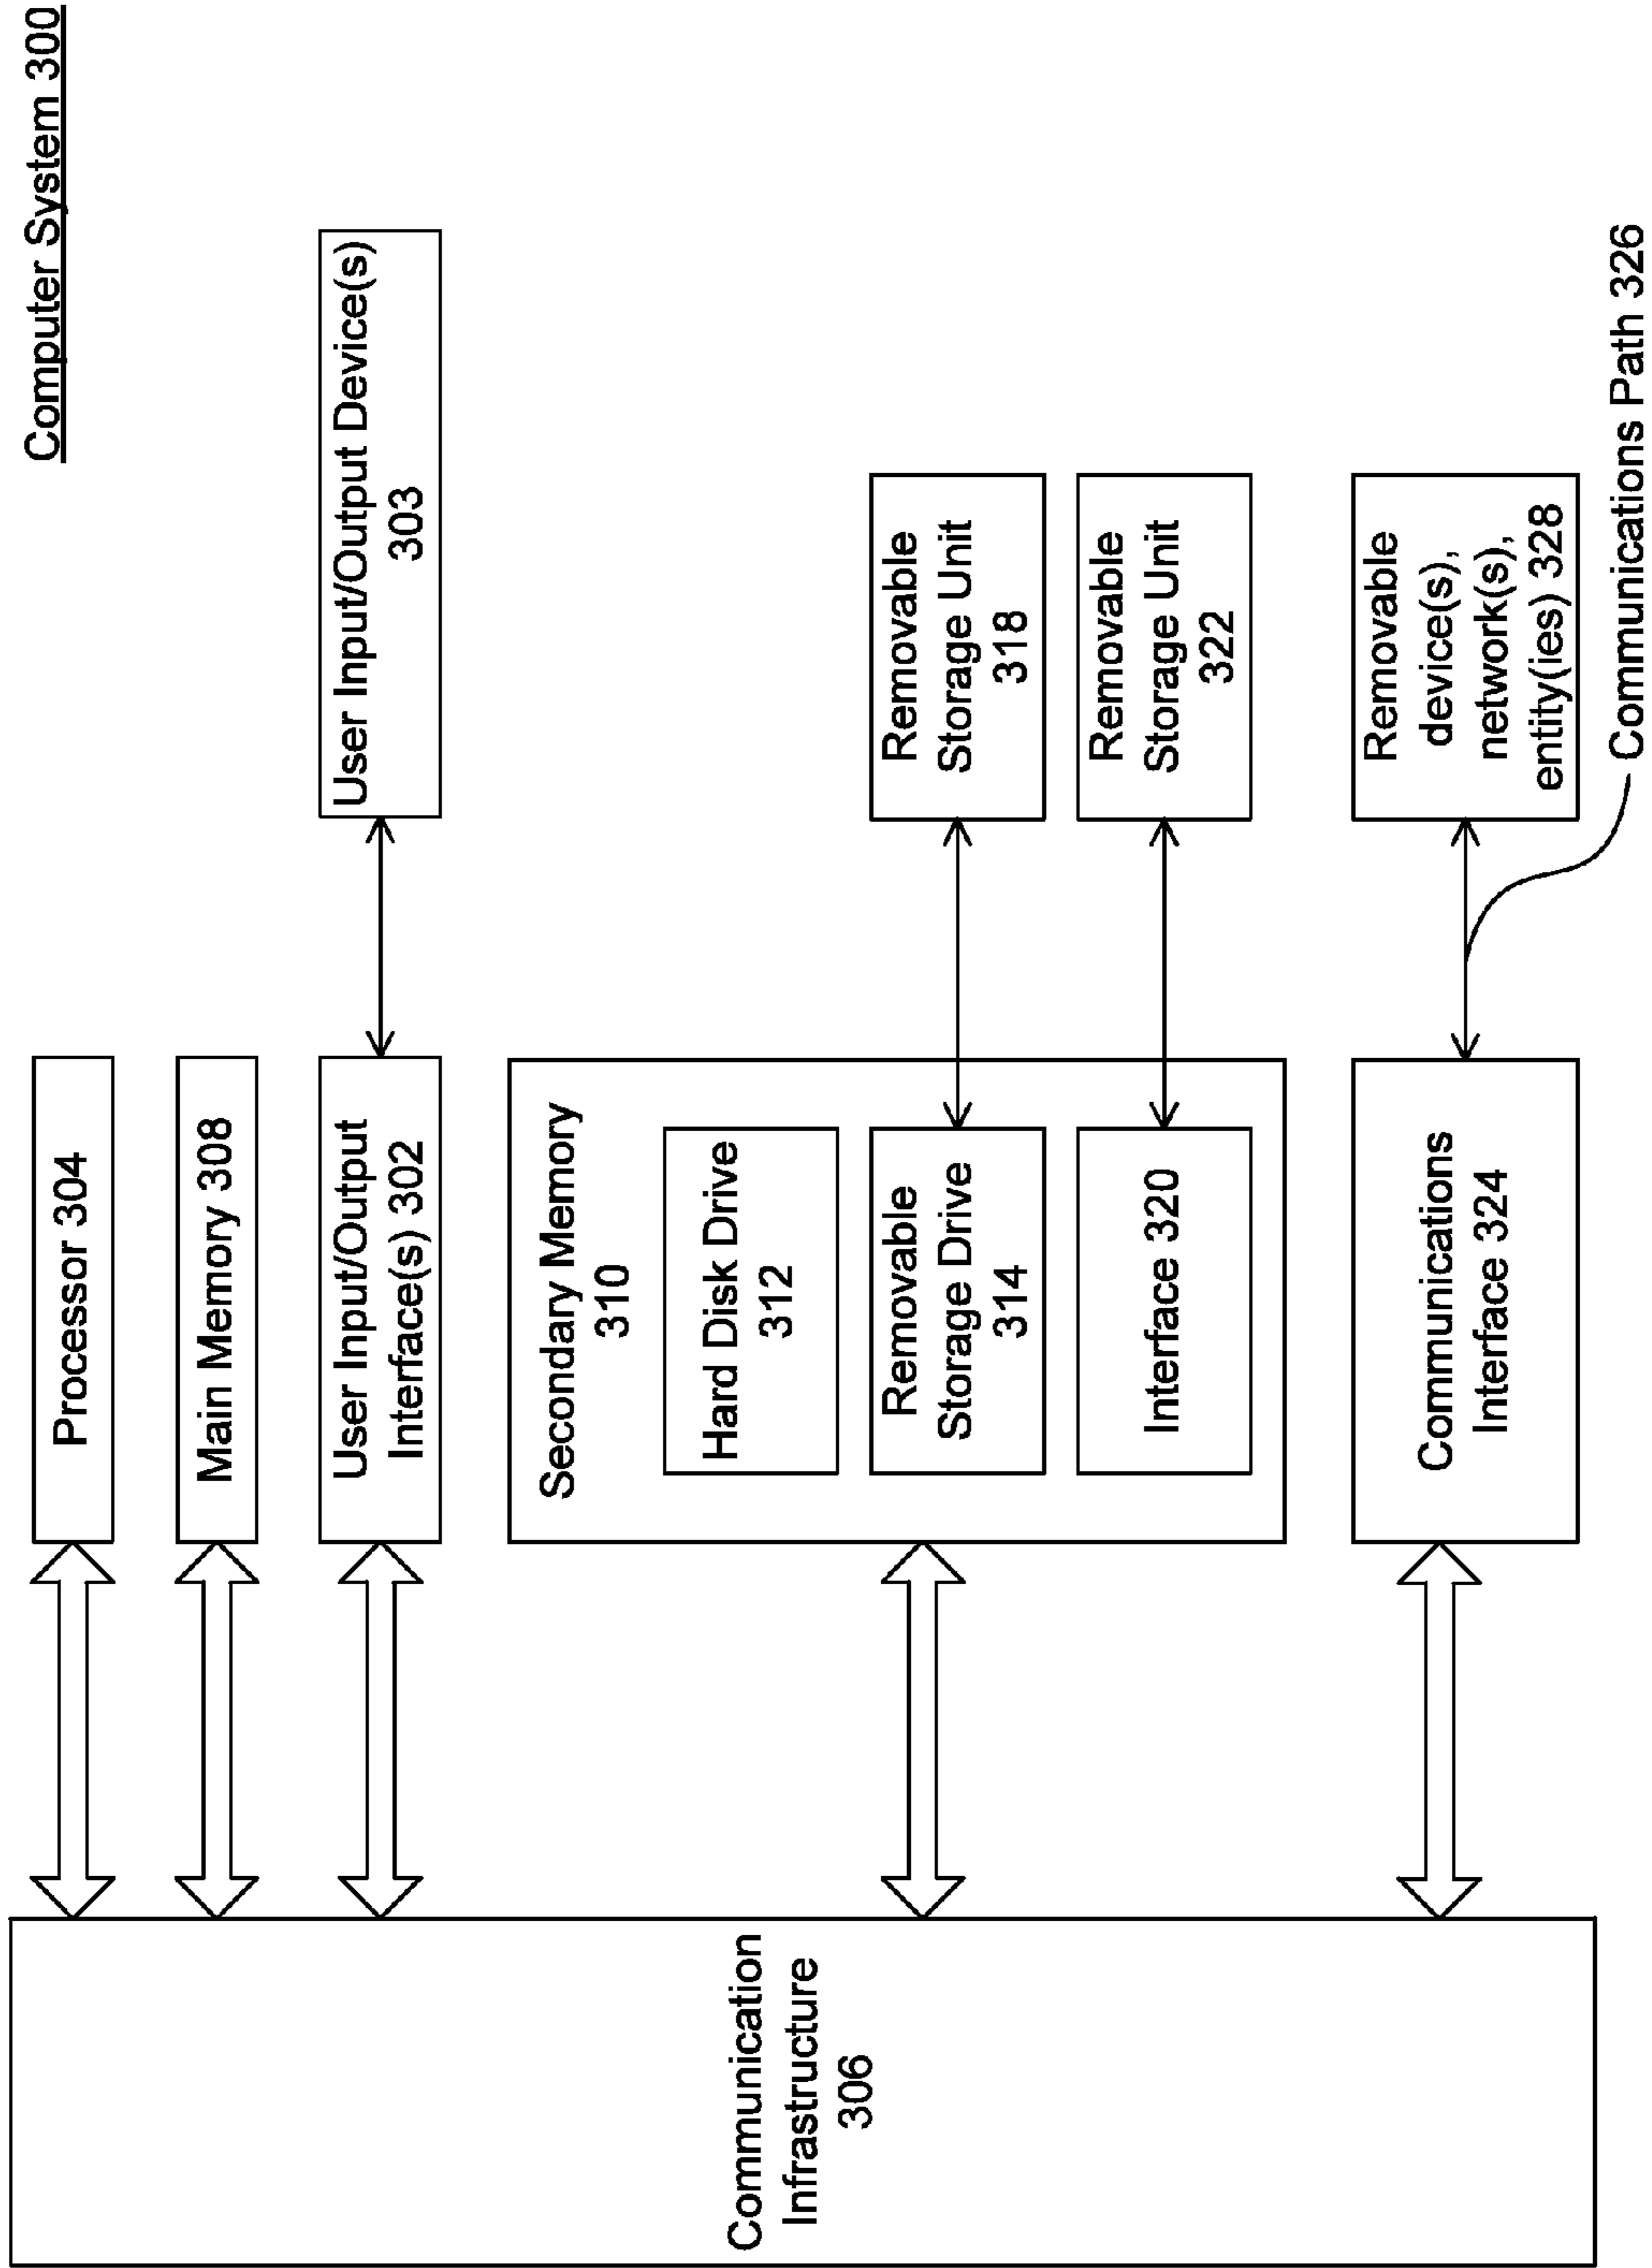 Computer System 300
Processor 304
Main Memory 308
User Input/Output
Interface(s) 302
User Input/Output Device(s)
303
Secondary Memory
310
Hard Disk Drive
312
Removable
Storage Drive
314
Removable
Storage Unit
318
Interface 320
Removable
Storage Unit
322
Communication
Infrastructure
306
Communications
Interface 324
Removable
device(s),
network(s),
entity(ies) 328
Communications Path 326